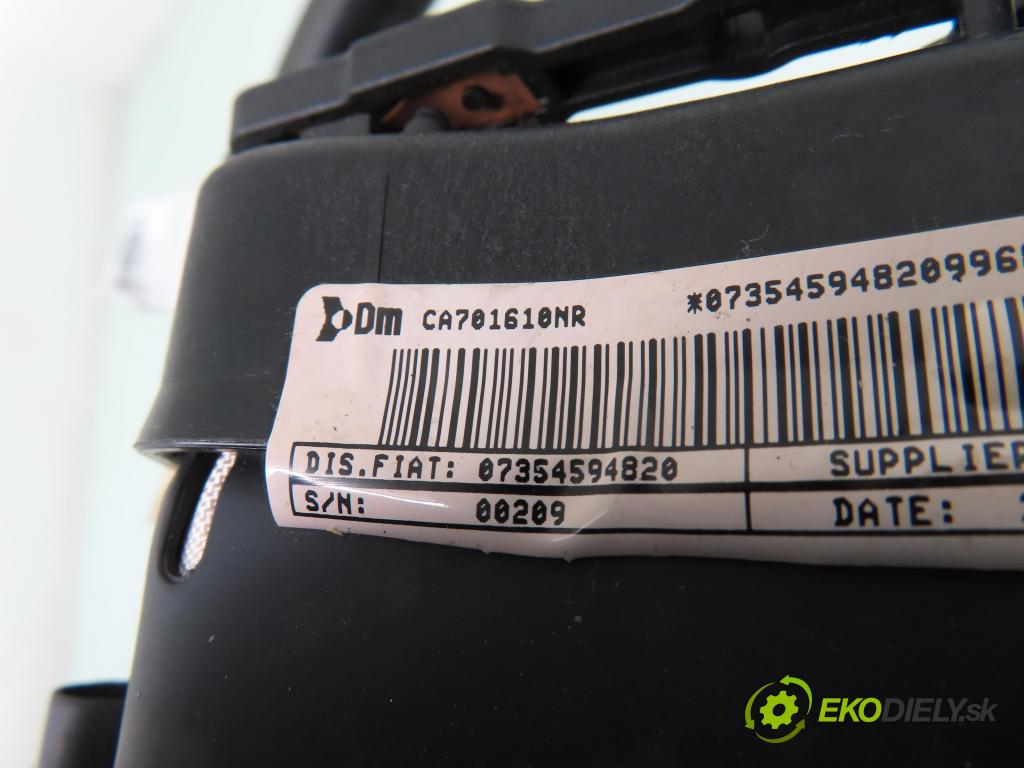 Dm CA701610NR *0735459482099
DIS.FIAT: 07354594820 SUPPLIER
S/N: 00209 DATE:
EKODIELY.sk